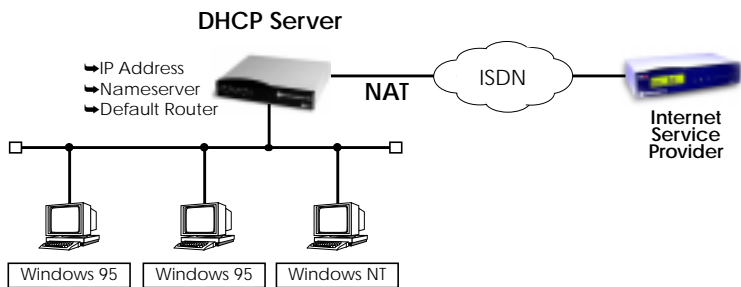 DHCP Server
➥IP Address
➥Nameserver
➥Default Router
NAT
ISDN
Internet
Service
Provider
Windows 95
Windows 95
Windows NT